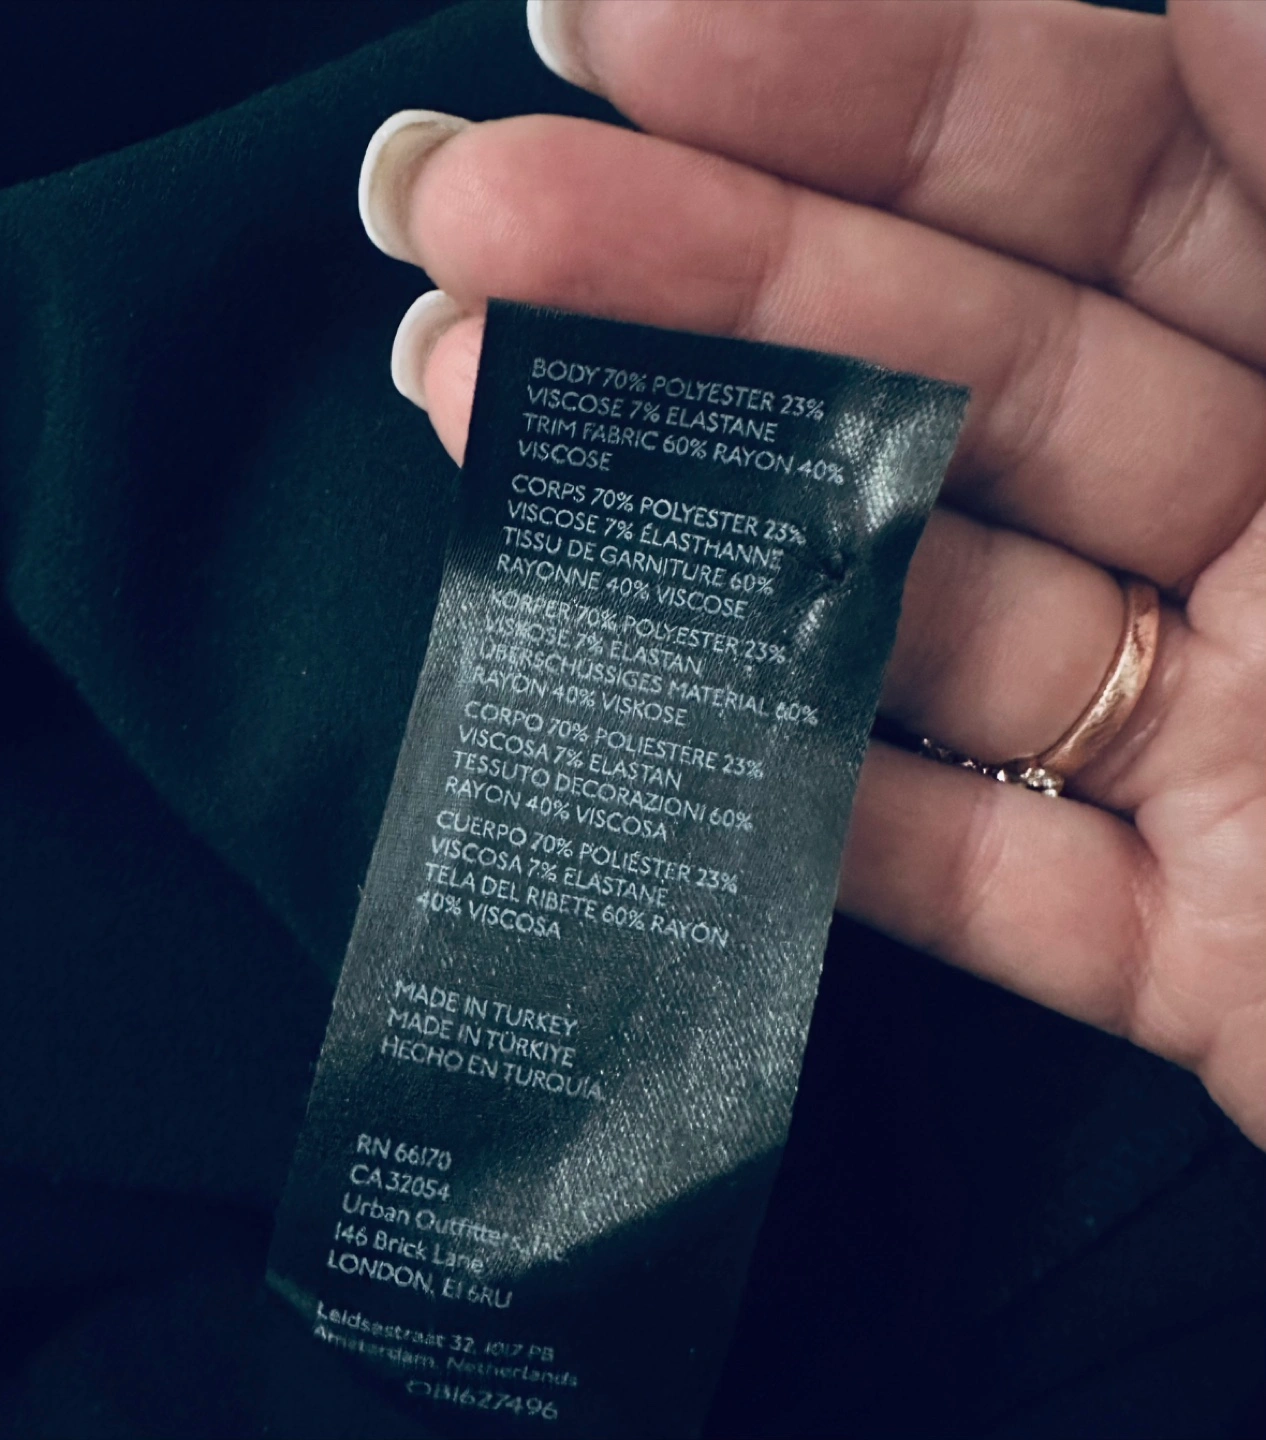 BODY 70% POLYESTER 23%
VISCOSE 7% ELASTANE
TRIM FABRIC 60% RAYON 40%
VISCOSE
CORPS 70% POLYESTER 23%
VISCOSE 7% ÉLASTHANNE
TISSU DE GARNITURE 60%
RAYONNE 40% VISCOSE
KÖRPER 70% POLYESTER 23%
VISKOSE 7% ELASTAN
ÜBERSCHÜSSIGES MATERIAL 60%
RAYON 40% VISKOSE
CORPO 70% POLIESTERE 23%
VISCOSA 7% ELASTAN
TESSUTO DECORAZIONI 60%
RAYON 40% VISCOSA
CUERPO 70% POLIÉSTER 23%
VISCOSA 7% ELASTANE
TELA DEL RIBETE 60% RAYÓN
40% VISCOSA
MADE IN TURKEY
MADE IN TÜRKIYE
HECHO EN TURQUÍA
RN 66170
CA 32054
Urban Outfitters, Inc
146 Brick Lane
LONDON, E1 6RU
Leidsestraat 32, 1017 PB
Amsterdam, Netherlands
OB1627496